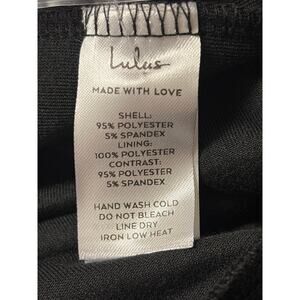 Lulus
MADE WITH LOVE
SHELL:
95% POLYESTER
5% SPANDEX
LINING:
100% POLYESTER
CONTRAST:
95% POLYESTER
5% SPANDEX
HAND WASH COLD
DO NOT BLEACH
LINE DRY
IRON LOW HEAT